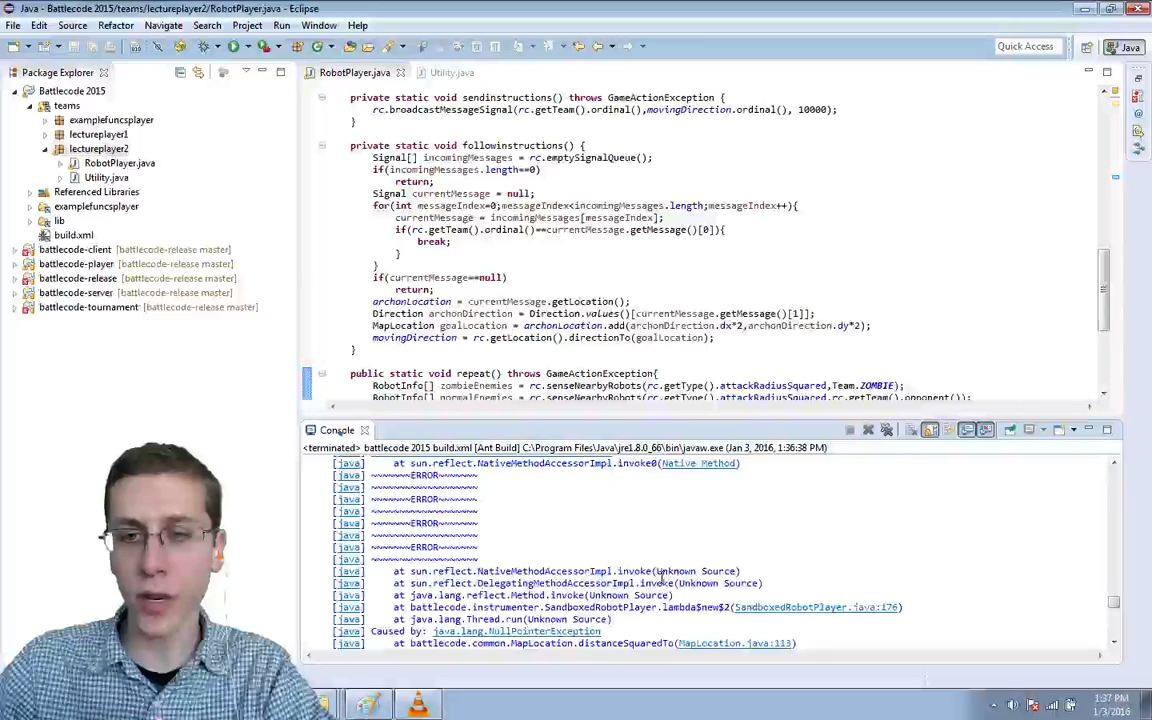 Java - Battlecode 2015/teams/lectureplayer2/RobotPlayer.java - Eclipse
File Edit Source Refactor Navigate Search Project Run Window Help
Quick Access Java
Package Explorer
Battlecode 2015
teams
examplefuncsplayer
lectureplayer1
lectureplayer2
RobotPlayer.java
Utility.java
Referenced Libraries
examplefuncsplayer
lib
build.xml
battlecode-client [battlecode-release master]
battlecode-player [battlecode-release master]
battlecode-release [battlecode-release master]
battlecode-server [battlecode-release master]
battlecode-tournament [battlecode-release master]
RobotPlayer.java Utility.java
private static void sendinstructions() throws GameActionException {
rc.broadcastMessageSignal(rc.getTeam().ordinal(),movingDirection.ordinal(), 10000);
}
private static void followinstructions() {
Signal[] incomingMessages = rc.emptySignalQueue();
if(incomingMessages.length==0)
return;
Signal currentMessage = null;
for(int messageIndex=0;messageIndex<incomingMessages.length;messageIndex++){
currentMessage = incomingMessages[messageIndex];
if(rc.getTeam().ordinal()==currentMessage.getMessage()[0]){
break;
}
}
if(currentMessage==null)
return;
archonLocation = currentMessage.getLocation();
Direction archonDirection = Direction.values()[currentMessage.getMessage()[1]];
MapLocation goalLocation = archonLocation.add(archonDirection.dx*2,archonDirection.dy*2);
movingDirection = rc.getLocation().directionTo(goalLocation);
}
public static void repeat() throws GameActionException{
RobotInfo[] zombieEnemies = rc.senseNearbyRobots(rc.getType().attackRadiusSquared,Team.ZOMBIE);
RobotInfo[] normalEnemies = rc.senseNearbyRobots(rc.getType().attackRadiusSquared,rc.getTeam().opponent());
Console
<terminated> battlecode 2015 build.xml [Ant Build] C:\Program Files\Java\jre1.8.0_66\bin\javaw.exe (Jan 3, 2016, 1:36:38 PM)
[java] at sun.reflect.NativeMethodAccessorImpl.invoke0(Native Method)
[java] ~~~~~~~ERROR~~~~~~~
[java] ~~~~~~~~~~~~~~~~~~~
[java] ~~~~~~~ERROR~~~~~~~
[java] ~~~~~~~~~~~~~~~~~~~
[java] ~~~~~~~ERROR~~~~~~~
[java] ~~~~~~~~~~~~~~~~~~~
[java] ~~~~~~~ERROR~~~~~~~
[java] ~~~~~~~~~~~~~~~~~~~
[java] at sun.reflect.NativeMethodAccessorImpl.invoke(Unknown Source)
[java] at sun.reflect.DelegatingMethodAccessorImpl.invoke(Unknown Source)
[java] at java.lang.reflect.Method.invoke(Unknown Source)
[java] at battlecode.instrumenter.SandboxedRobotPlayer.lambda$new$2(SandboxedRobotPlayer.java:176)
[java] at java.lang.Thread.run(Unknown Source)
[java] Caused by: java.lang.NullPointerException
[java] at battlecode.common.MapLocation.distanceSquaredTo(MapLocation.java:113)
1:37 PM
1/3/2016